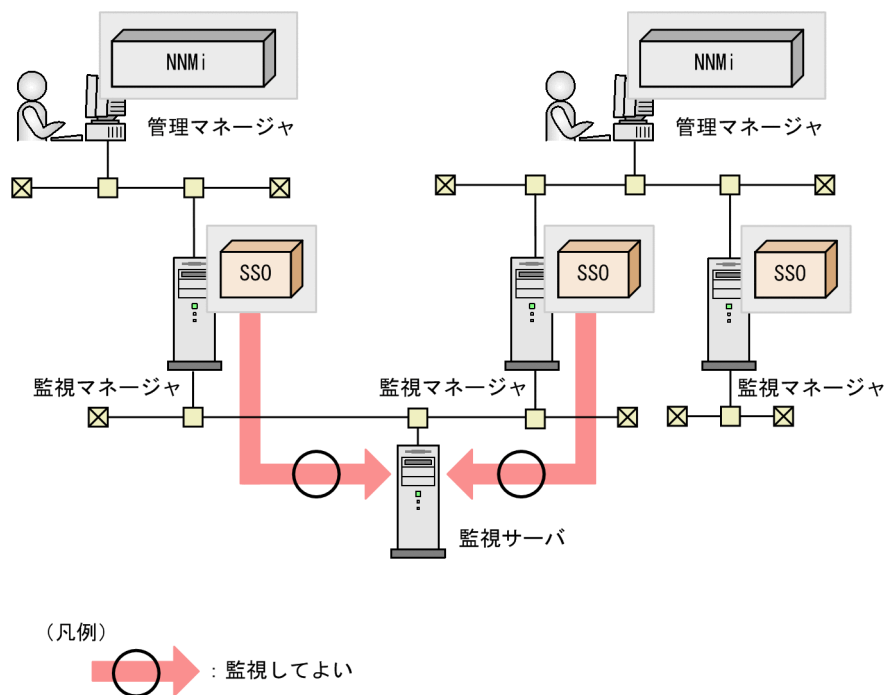 NNMi
NNMi
管理マネージャ
管理マネージャ
SSO
SSO
SSO
監視マネージャ
監視マネージャ
監視マネージャ
監視サーバ
(凡例)
: 監視してよい